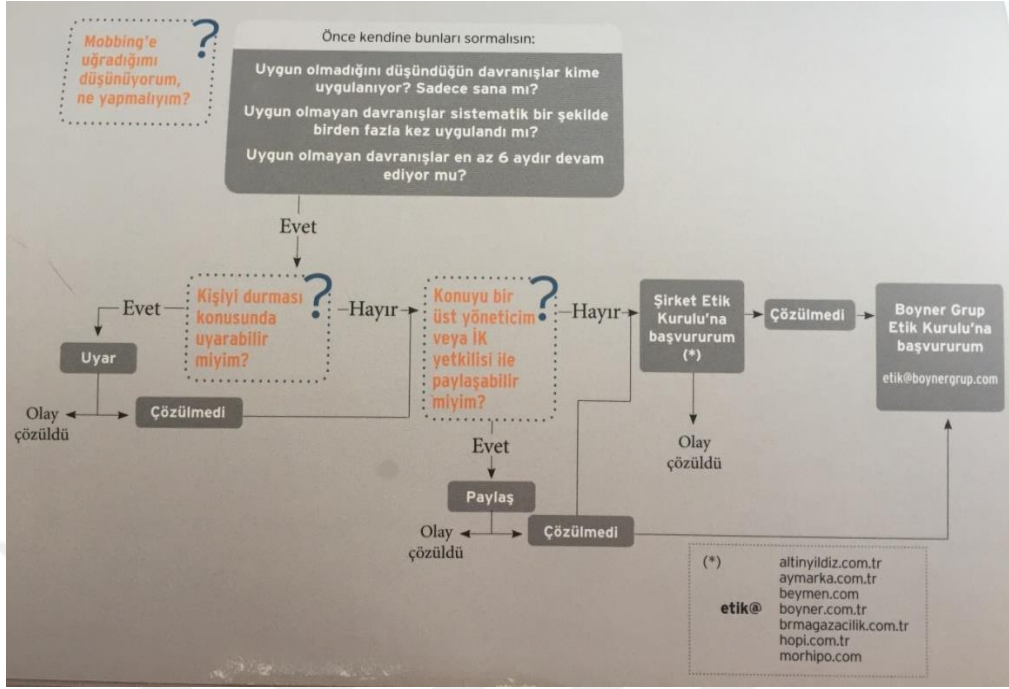 Mobbing'e
uğradığımı
düşünüyorum,
ne yapmalıyım?
?
Önce kendine bunları sormalısın:
Uygun olmadığını düşündüğün davranışlar kime
uygulanıyor? Sadece sana mı?
Uygun olmayan davranışlar sistematik bir şekilde
birden fazla kez uygulandı mı?
Uygun olmayan davranışlar en az 6 aydır devam
ediyor mu?
Evet
Kişiyi durması
konusunda
uyarabilir
miyim?
?
Evet
Uyar
Olay
çözüldü
Çözülmedi
Hayır
Konuyu bir
üst yöneticim
veya İK
yetkilisi ile
paylaşabilir
miyim?
?
Evet
Paylaş
Olay
çözüldü
Çözülmedi
Hayır
Şirket Etik
Kurulu'na
başvururum
(*)
Olay
çözüldü
Çözülmedi
Boyner Grup
Etik Kurulu'na
başvururum
etik@boynergrup.com
(*)
etik@
altinyildiz.com.tr
aymarka.com.tr
beymen.com
boyner.com.tr
brmagazacilik.com.tr
hopi.com.tr
morhipo.com